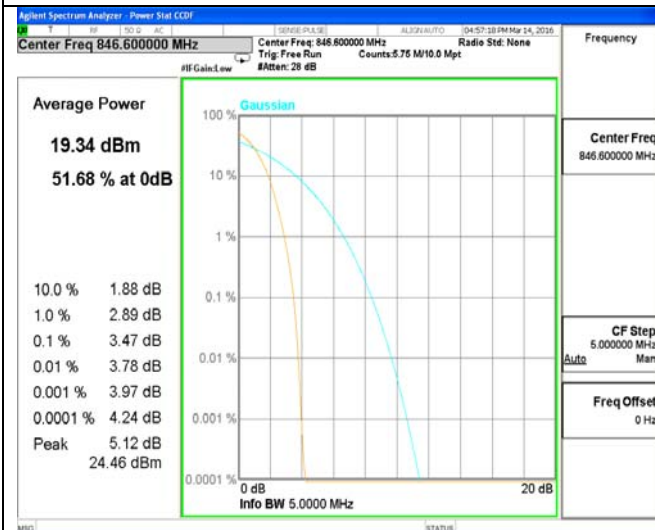 Agilent Spectrum Analyzer - Power Stat CCDF
T RF 50 Ω AC SENSE:PULSE ALIGN AUTO 04:57:18 PM Mar 14, 2016
Center Freq 846.600000 MHz
Center Freq: 846.600000 MHz Radio Std: None
Trig: Free Run Counts:5.75 M/10.0 Mpt
#IFGain:Low #Atten: 28 dB
Frequency
Average Power
19.34 dBm
51.68 % at 0dB
10.0 % 1.88 dB
1.0 % 2.89 dB
0.1 % 3.47 dB
0.01 % 3.78 dB
0.001 % 3.97 dB
0.0001 % 4.24 dB
Peak 5.12 dB
24.46 dBm
Gaussian
100 %
10 %
1 %
0.1 %
0.01 %
0.001 %
0.0001 %
0 dB 20 dB
Info BW 5.0000 MHz
Center Freq
846.600000 MHz
CF Step
5.000000 MHz
Auto Man
Freq Offset
0 Hz
MSG STATUS